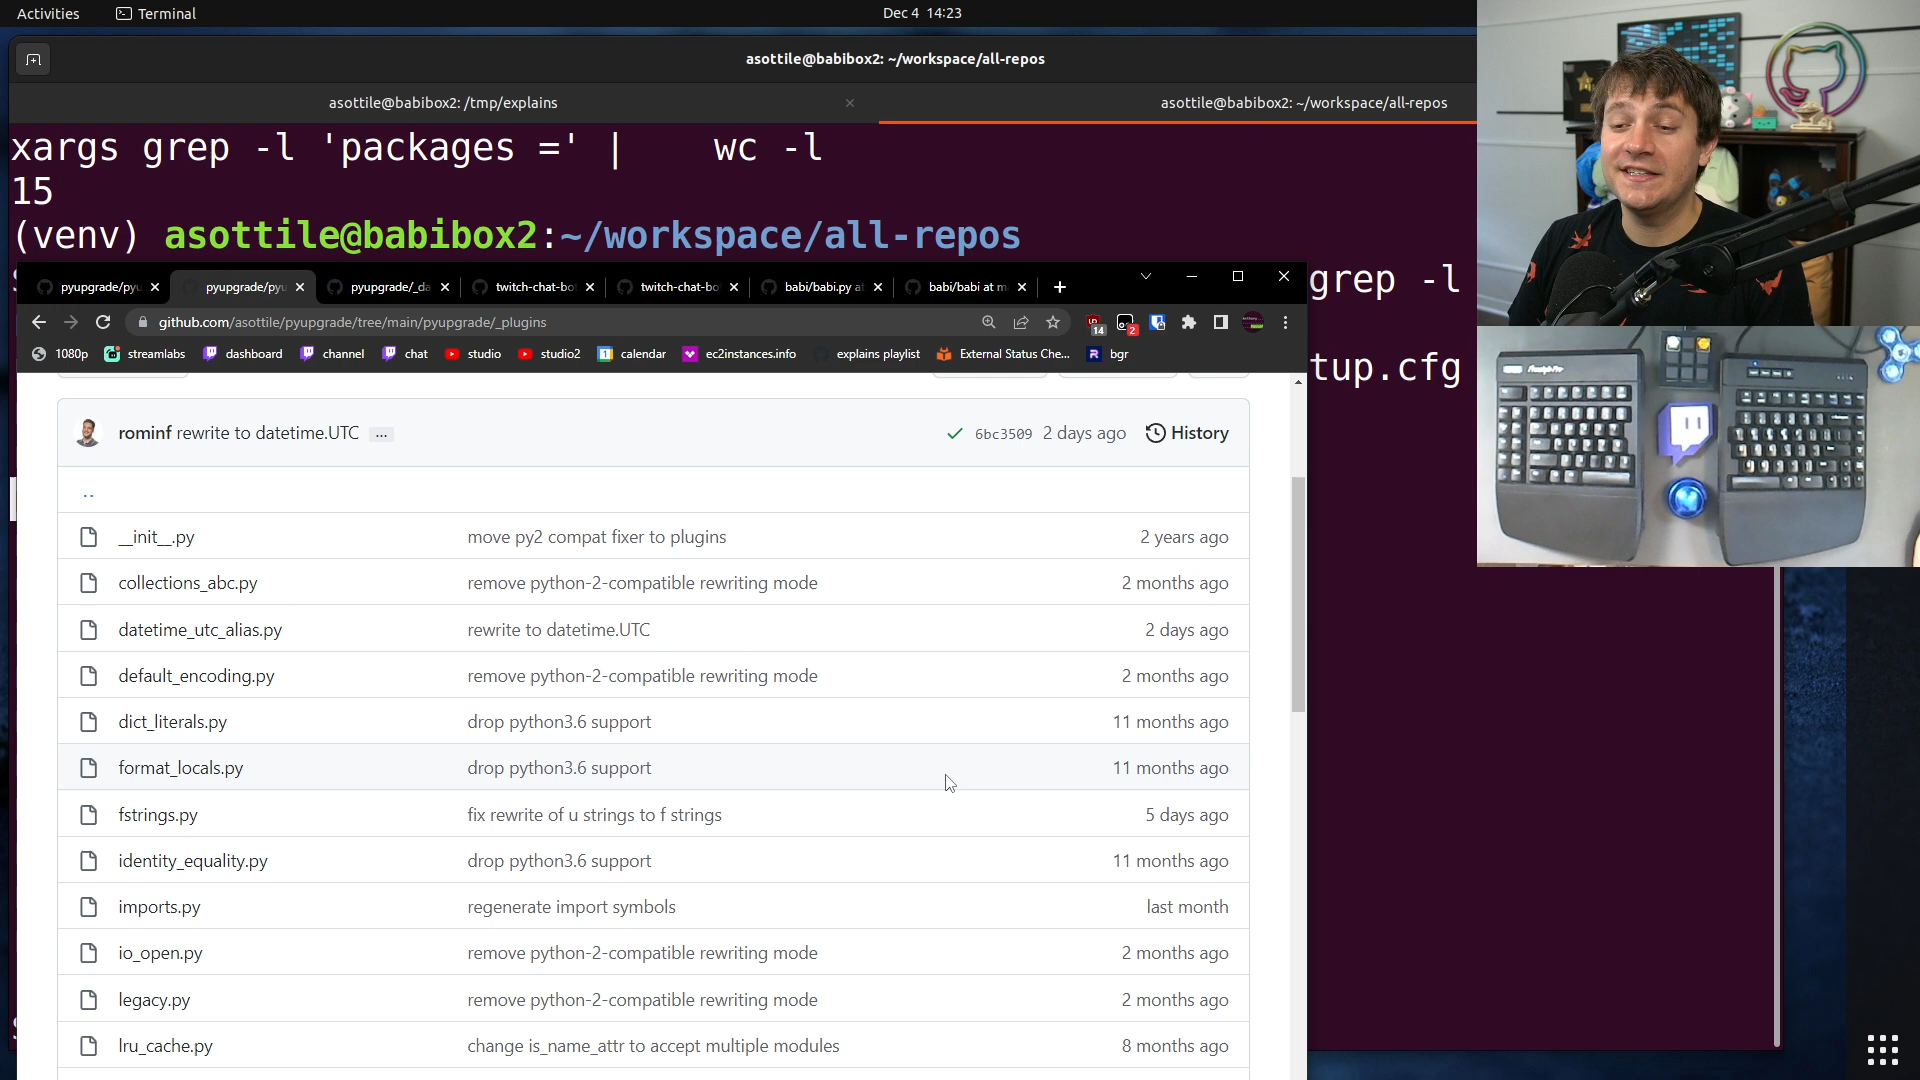 Activities
Terminal
Dec 4 14:23
asottile@babibox2: ~/workspace/all-repos
asottile@babibox2: /tmp/explains
asottile@babibox2: ~/workspace/all-repos
xargs grep -l 'packages =' | wc -l
15
(venv) asottile@babibox2:~/workspace/all-repos
grep -l
tup.cfg
pyupgrade/pyu
pyupgrade/pyu
pyupgrade/_da
twitch-chat-bo
twitch-chat-bo
babi/babi.py at
babi/babi at m
github.com/asottile/pyupgrade/tree/main/pyupgrade/_plugins
14
2
1080p
streamlabs
dashboard
channel
chat
studio
studio2
calendar
ec2instances.info
explains playlist
External Status Che...
bgr
rominf rewrite to datetime.UTC ...
6bc3509 2 days ago
History
..
__init__.py move py2 compat fixer to plugins 2 years ago
collections_abc.py remove python-2-compatible rewriting mode 2 months ago
datetime_utc_alias.py rewrite to datetime.UTC 2 days ago
default_encoding.py remove python-2-compatible rewriting mode 2 months ago
dict_literals.py drop python3.6 support 11 months ago
format_locals.py drop python3.6 support 11 months ago
fstrings.py fix rewrite of u strings to f strings 5 days ago
identity_equality.py drop python3.6 support 11 months ago
imports.py regenerate import symbols last month
io_open.py remove python-2-compatible rewriting mode 2 months ago
legacy.py remove python-2-compatible rewriting mode 2 months ago
lru_cache.py change is_name_attr to accept multiple modules 8 months ago